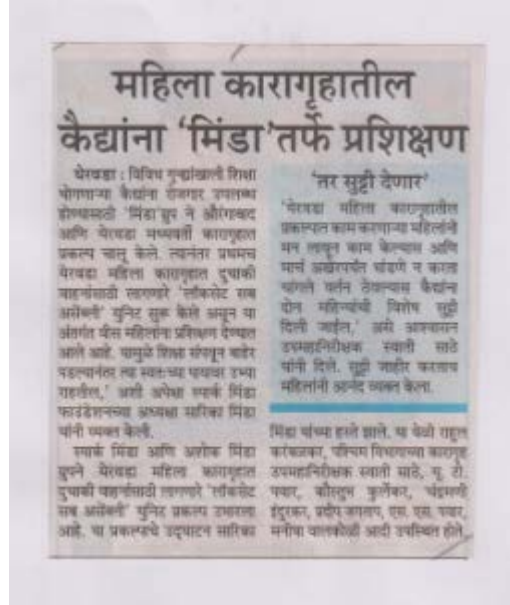 महिला कारागृहातील
कैद्यांना 'मिंडा'तर्फे प्रशिक्षण
येरवडा : विविध गुन्ह्यांखाली शिक्षा
भोगणाऱ्या कैद्यांना रोजगार उपलब्ध
होण्यासाठी 'मिंडा ग्रुप ने औरंगाबाद
आणि येरवडा मध्यवर्ती कारागृहात
प्रकल्प चालू केले. त्यानंतर प्रथमच
येरवडा महिला कारागृहात दुचाकी
वाहनांसाठी लागणारे 'लॉकसेट सब
असेंब्ली' युनिट सुरू केले असून या
अंतर्गत वीस महिलांना प्रशिक्षण देण्यात
आले आहे. यामुळे शिक्षा संपवून बाहेर
पडल्यानंतर त्या स्वतःच्या पायावर उभ्या
राहतील,' अशी अपेक्षा स्पार्क मिंडा
फाउंडेशनच्या अध्यक्षा सारिका मिंडा
यांनी व्यक्त केली.
स्पार्क मिंडा आणि अशोक मिंडा
ग्रुपने येरवडा महिला कारागृहात
दुचाकी वाहनांसाठी लागणारे 'लॉकसेट
सब असेंब्ली' युनिट प्रकल्प उभारला
आहे. या प्रकल्पाचे उद्घाटन सारिका
'तर सुट्टी देणार'
'येरवडा महिला कारागृहातील
प्रकल्पात काम करणाऱ्या महिलांनी
मन लावून काम केल्यास आणि
मार्च अखेरपर्यंत भांडणे न करता
चांगले वर्तन ठेवल्यास कैद्यांना
दोन महिन्यांची विशेष सुट्टी
दिली जाईल,' असे आश्वासन
उपमहानिरीक्षक स्वाती साठे
यांनी दिले. सुट्टी जाहीर करताच
महिलांनी आनंद व्यक्त केला.
मिंडा यांच्या हस्ते झाले. या वेळी राहुल
करंबजकर, पश्चिम विभागाच्या कारागृह
उपमहानिरीक्षक स्वाती साठे, यू. टी.
पवार, कौस्तुभ कुर्लेकर, चंद्रमणी
इंदुरकर, प्रदीप जगताप, एस. एस. पवार,
मनीषा वालकोळी आदी उपस्थित होते.